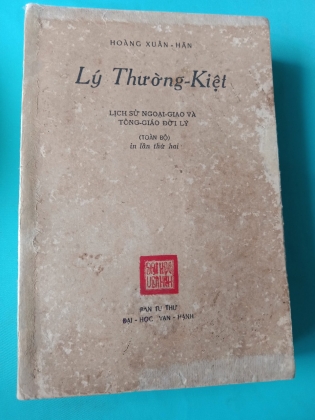 HOÀNG XUÂN-HÃN
Lý Thường-Kiệt
LỊCH SỬ NGOẠI-GIAO VÀ
TÔNG-GIÁO ĐỜI LÝ
(TOÀN BỘ)
in lần thứ hai
BAN TU THƯ
ĐẠI - HỌC VẠN - HẠNH